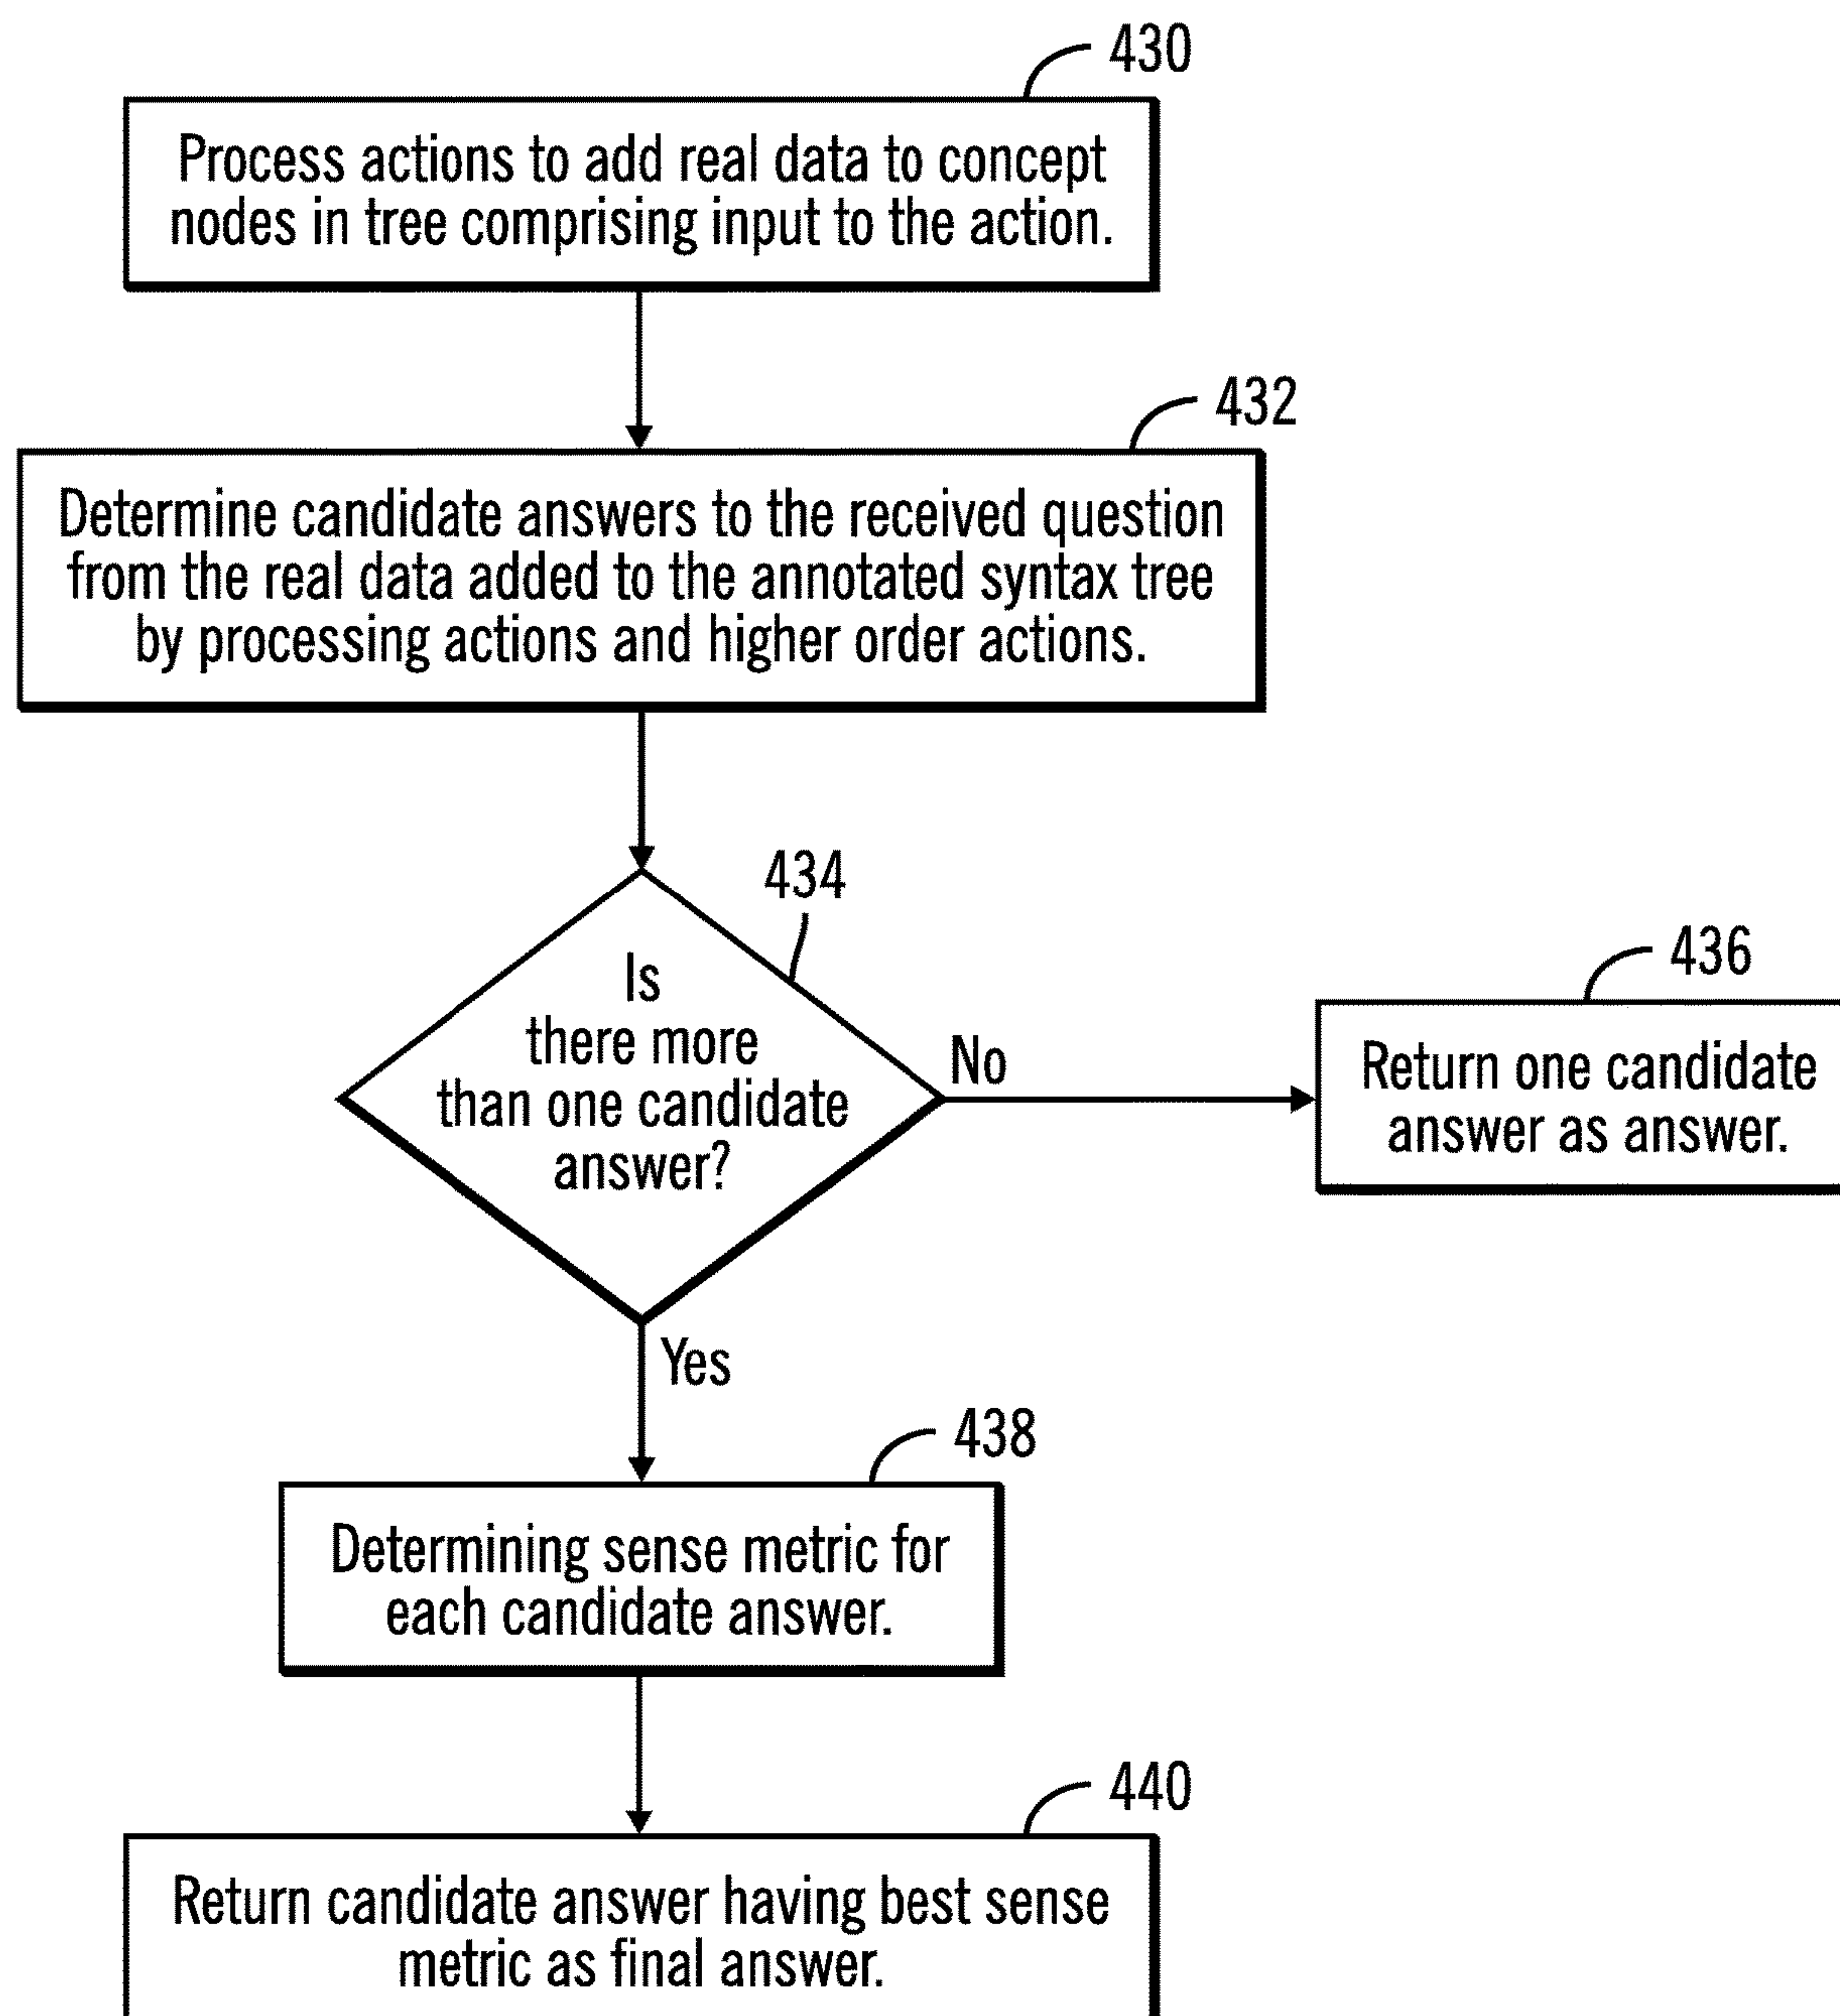 430
Process actions to add real data to concept
nodes in tree comprising input to the action.
432
Determine candidate answers to the received question
from the real data added to the annotated syntax tree
by processing actions and higher order actions.
434
Is
there more
than one candidate
answer?
No
436
Return one candidate
answer as answer.
Yes
438
Determining sense metric for
each candidate answer.
440
Return candidate answer having best sense
metric as final answer.